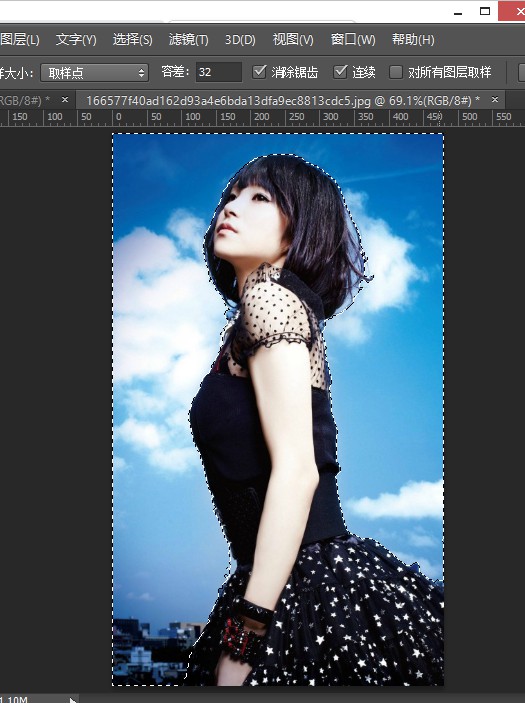 图层(L) 文字(Y) 选择(S) 滤镜(T) 3D(D) 视图(V) 窗口(W) 帮助(H)
样大小: 取样点 容差: 32 消除锯齿 连续 对所有图层取样
RGB/8#) * × 166577f40ad162d93a4e6bda13dfa9ec8813cdc5.jpg @ 69.1%(RGB/8#) * ×
150 100 50 0 50 100 150 200 250 300 350 400 450 500 550
1.10M